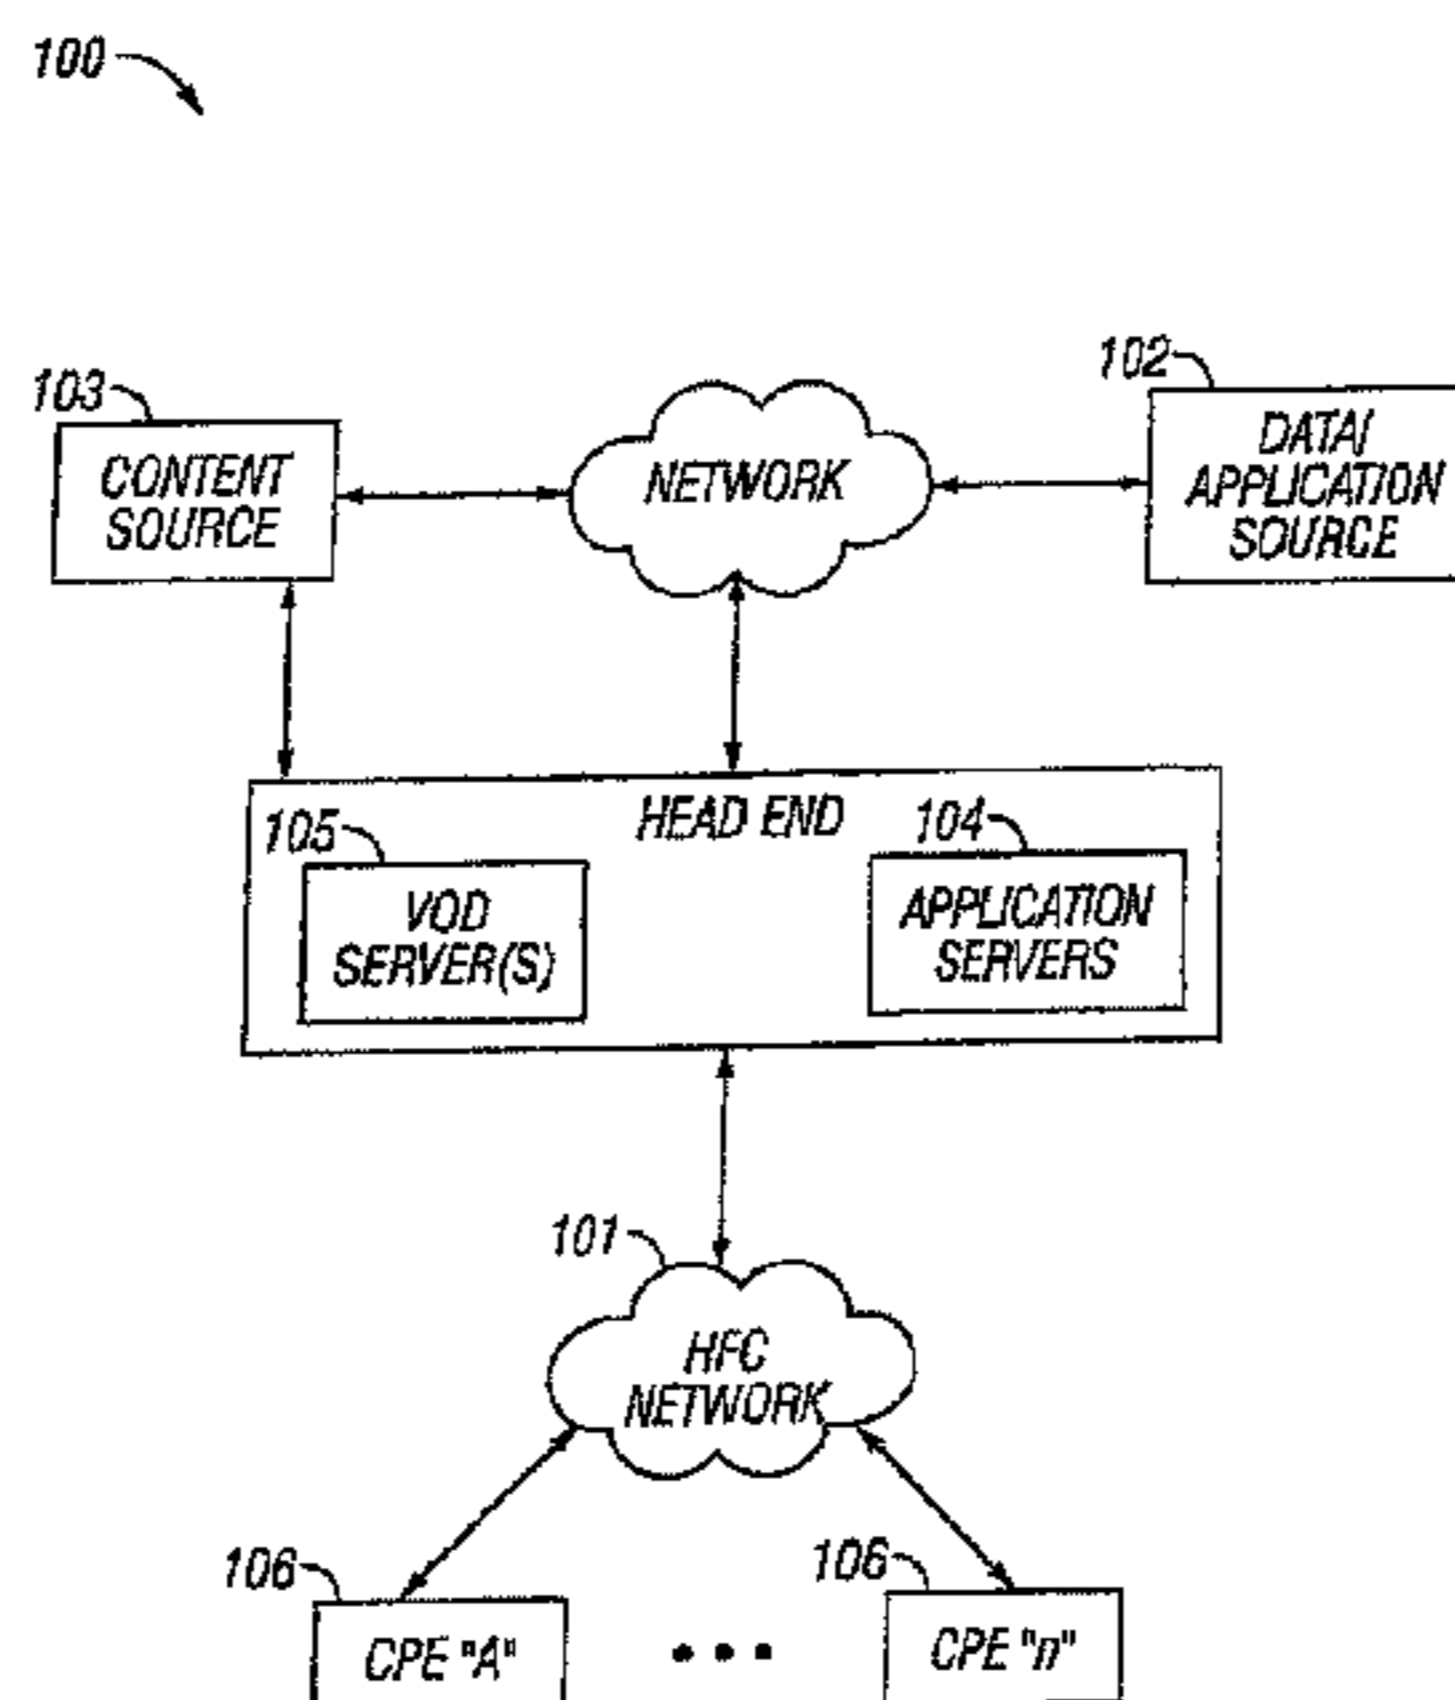 100
103
102
CONTENT
SOURCE
NETWORK
DATA/
APPLICATION
SOURCE
HEAD END
105
104
VOD
SERVER(S)
APPLICATION
SERVERS
101
HFC
NETWORK
106
106
CPE "A"
CPE "n"